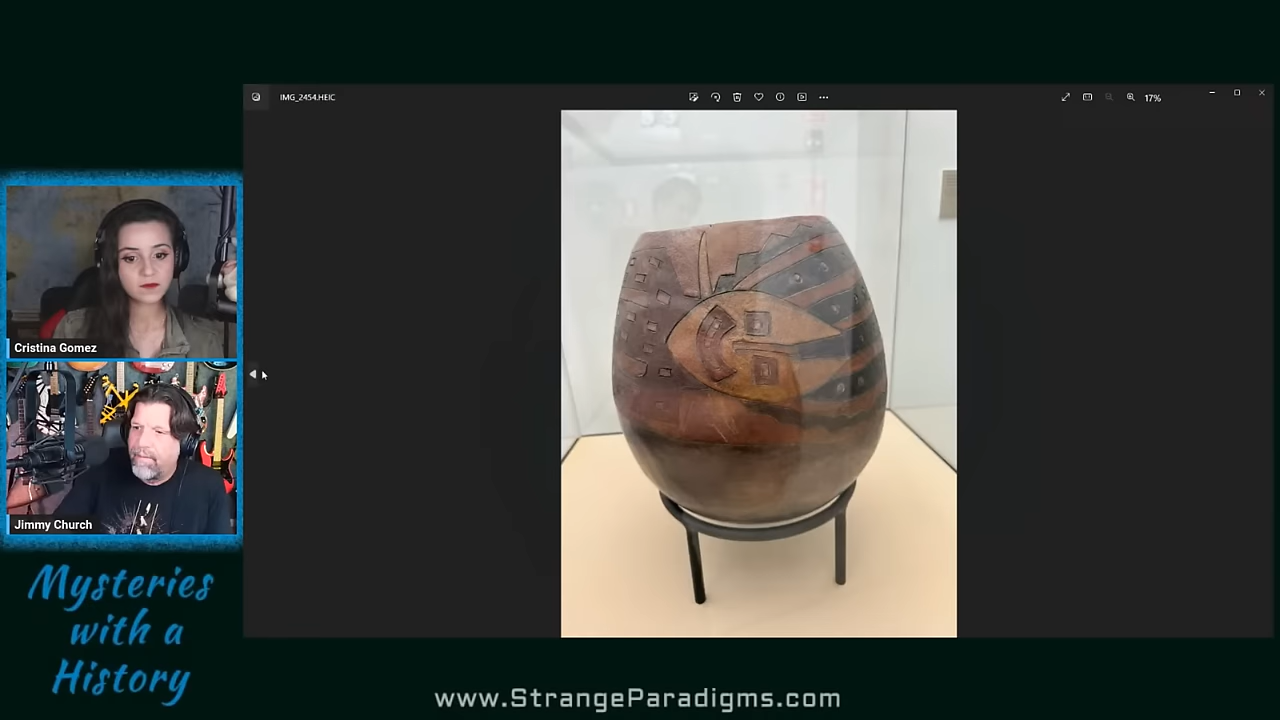 IMG_2454.HEIC
17%
Cristina Gomez
Jimmy Church
Mysteries
with a
History
www.StrangeParadigms.com